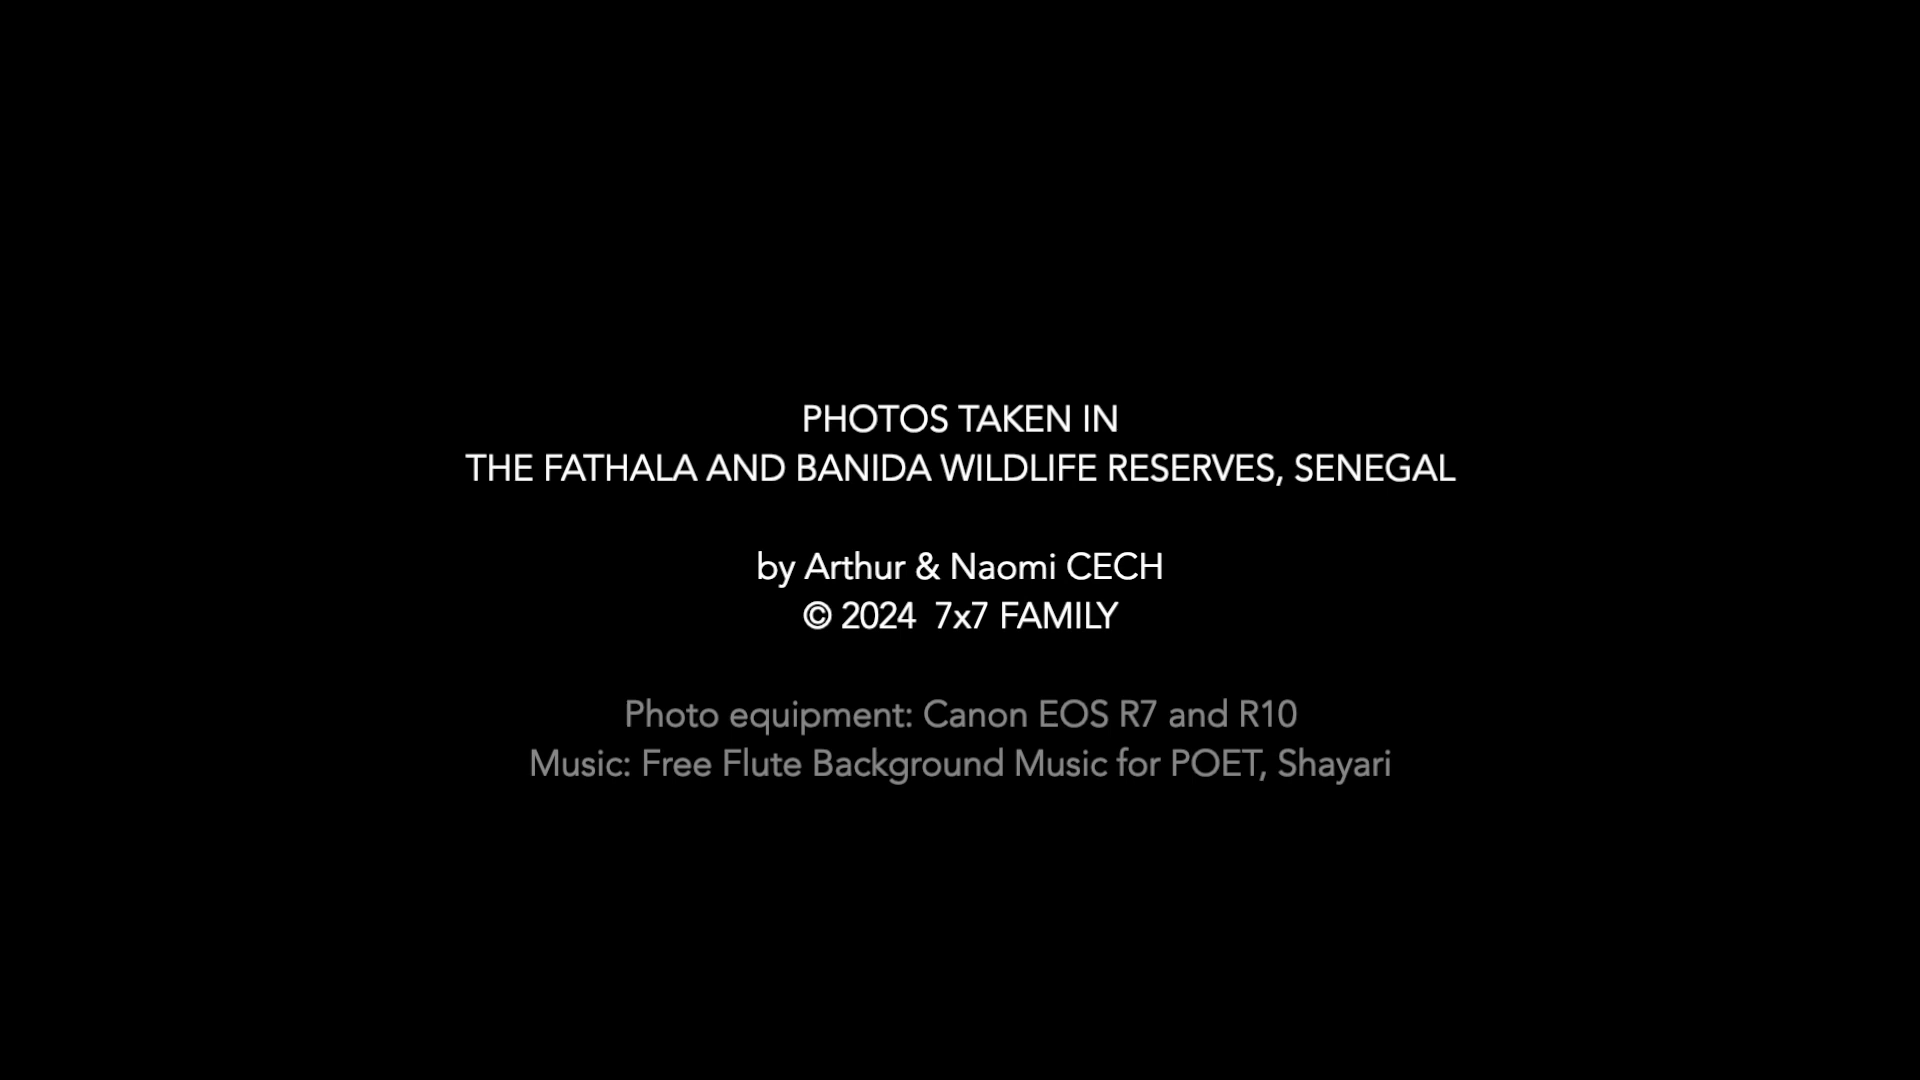 PHOTOS TAKEN IN
THE FATHALA AND BANIDA WILDLIFE RESERVES, SENEGAL
by Arthur & Naomi CECH
© 2024  7x7 FAMILY
Photo equipment: Canon EOS R7 and R10
Music: Free Flute Background Music for POET, Shayari